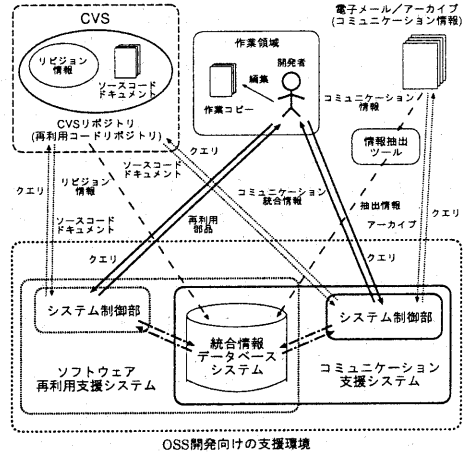 CVS
リビジョン
情報
ソースコード
ドキュメント
CVSリポジトリ
(再利用コードリポジトリ)
作業領域
開発者
編集
作業コピー
電子メール/アーカイブ
(コミュニケーション情報)
コミュニケーション
情報
情報抽出
ツール
クエリ
リビジョン
情報
ソースコード
ドキュメント
クエリ
ソースコード
ドキュメント
クエリ
再利用
部品
コミュニケーション
統合情報
抽出情報
アーカイブ
クエリ
クエリ
システム制御部
統合情報
データベース
システム
システム制御部
ソフトウェア
再利用支援システム
コミュニケーション
支援システム
OSS開発向けの支援環境